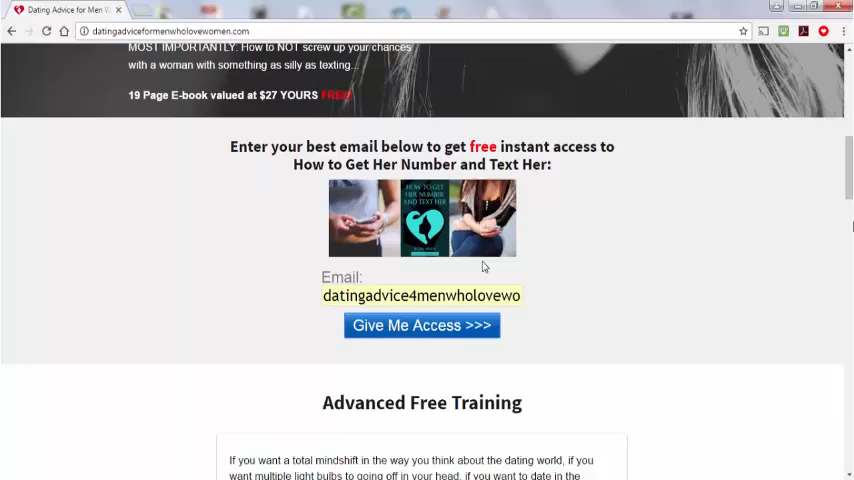 Dating Advice for Men W
datingadviceformenwholovewomen.com
MOST IMPORTANTLY: How to NOT screw up your chances
with a woman with something as silly as texting...
19 Page E-book valued at $27 YOURS FREE!
Enter your best email below to get free instant access to
How to Get Her Number and Text Her:
HOW TO GET
HER NUMBER
AND TEXT HER
Email:
datingadvice4menwholovewo
Give Me Access >>>
Advanced Free Training
If you want a total mindshift in the way you think about the dating world, if you
want multiple light bulbs to going off in your head, if you want to date in the